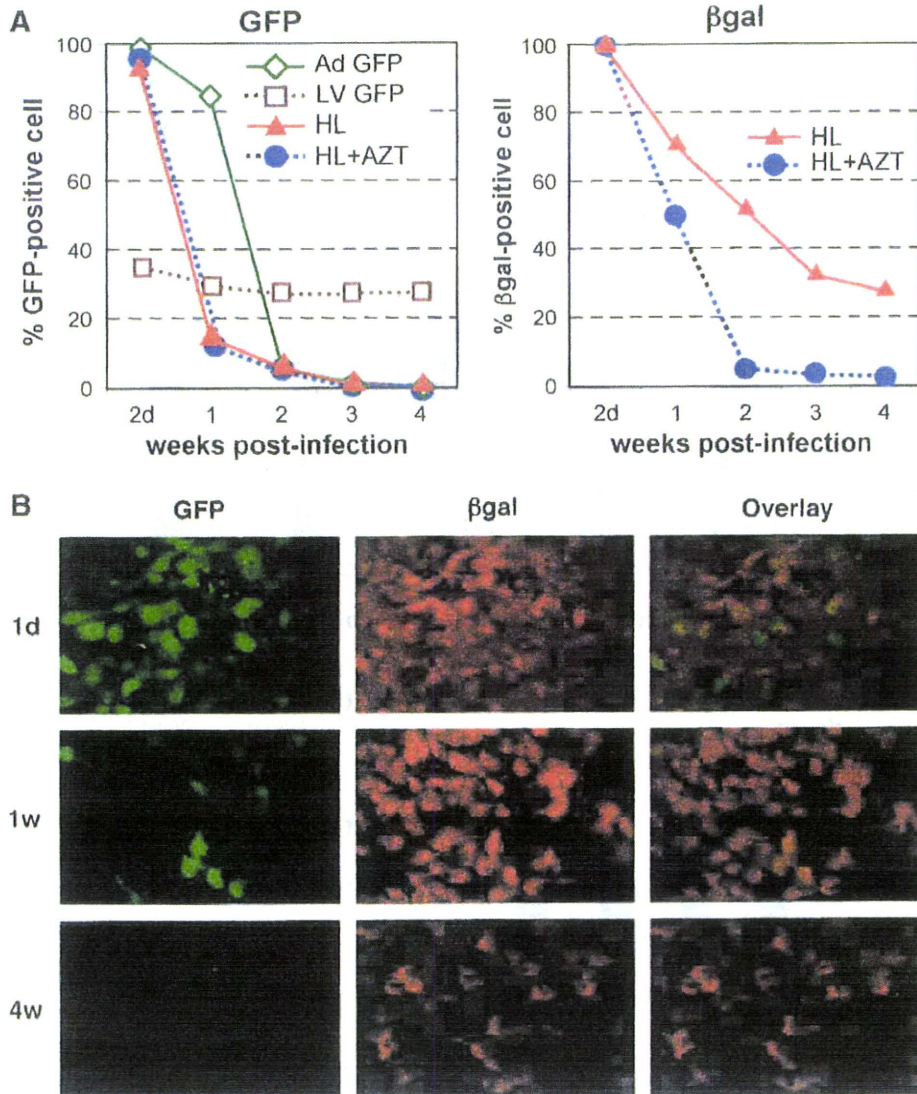 A
GFP
% GFP-positive cell
100
80
60
40
20
0
2d 1 2 3 4
weeks post-infection
Ad GFP
LV GFP
HL
HL+AZT
βgal
% βgal-positive cell
100
80
60
40
20
0
2d 1 2 3 4
weeks post-infection
HL
HL+AZT
B
GFP βgal Overlay
1d
1w
4w